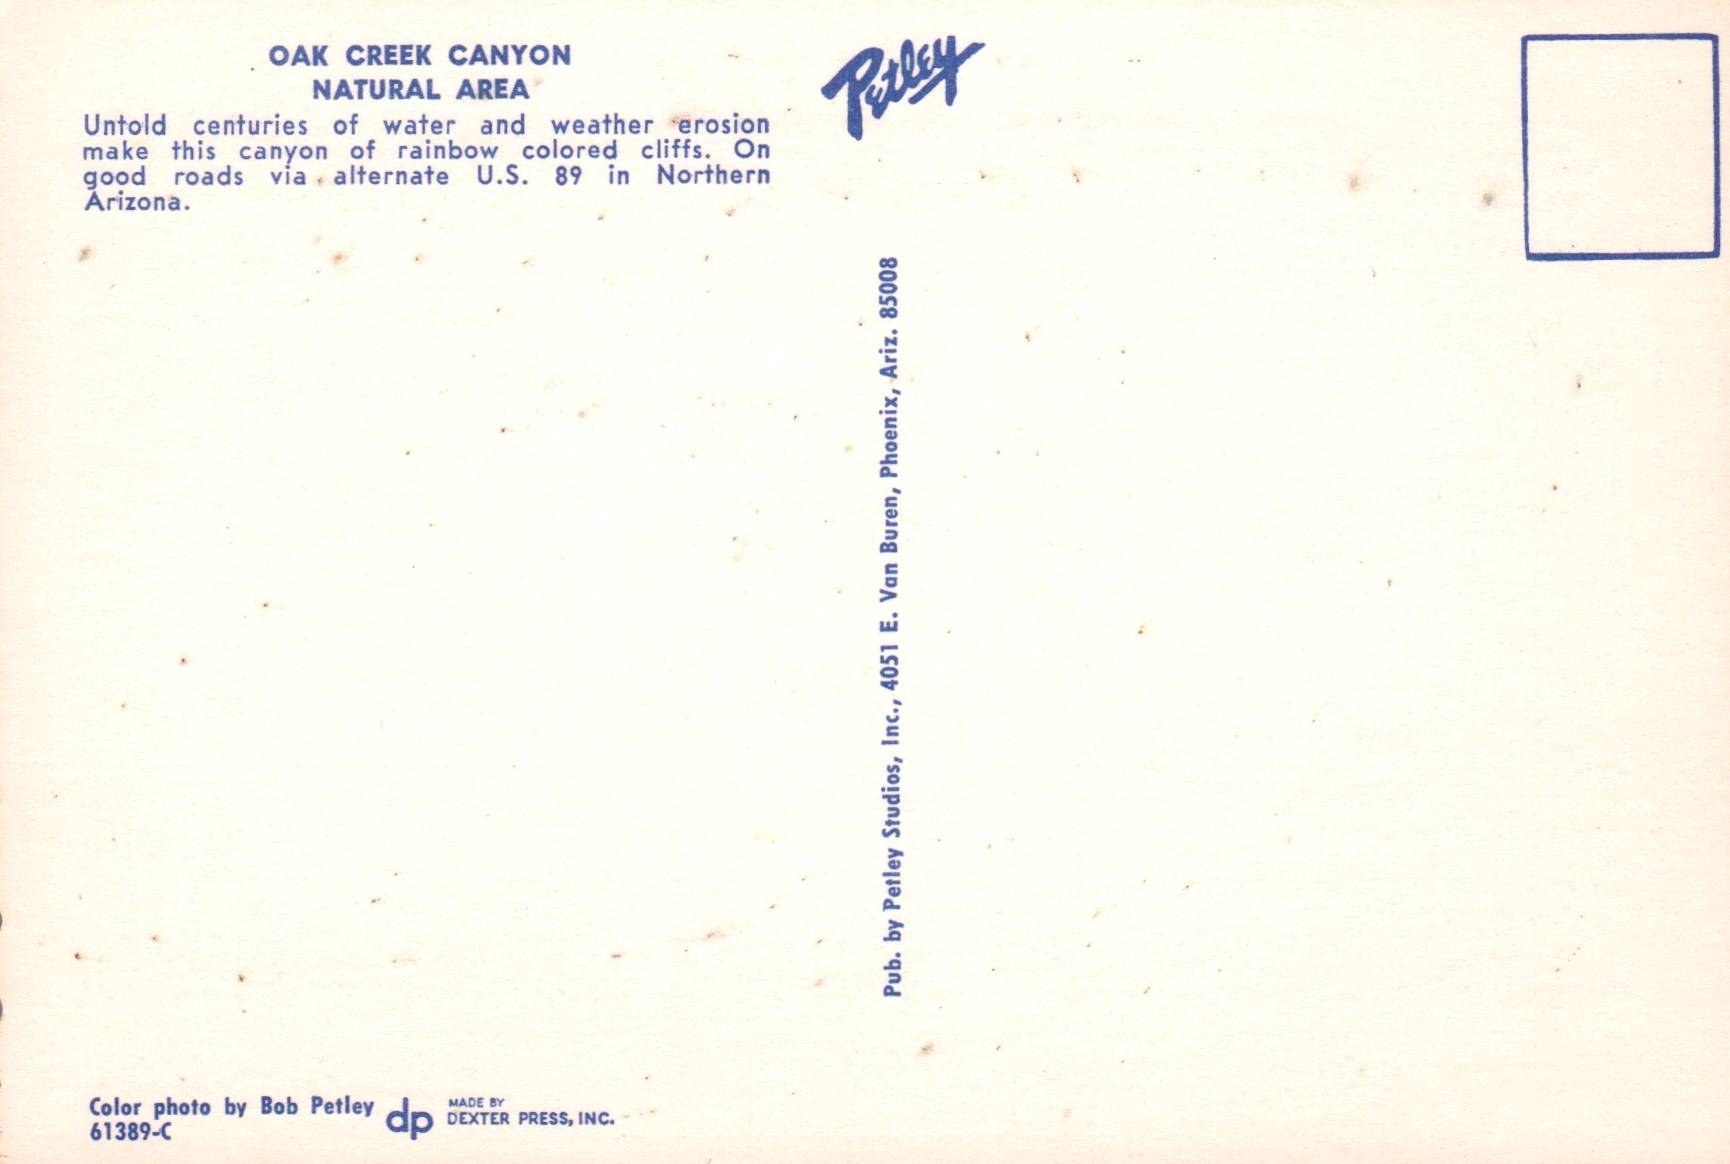 OAK CREEK CANYON
NATURAL AREA
Untold centuries of water and weather erosion
make this canyon of rainbow colored cliffs. On
good roads via alternate U.S. 89 in Northern
Arizona.
Petley
Pub. by Petley Studios, Inc., 4051 E. Van Buren, Phoenix, Ariz. 85008
Color photo by Bob Petley
61389-C
dp
MADE BY
DEXTER PRESS, INC.